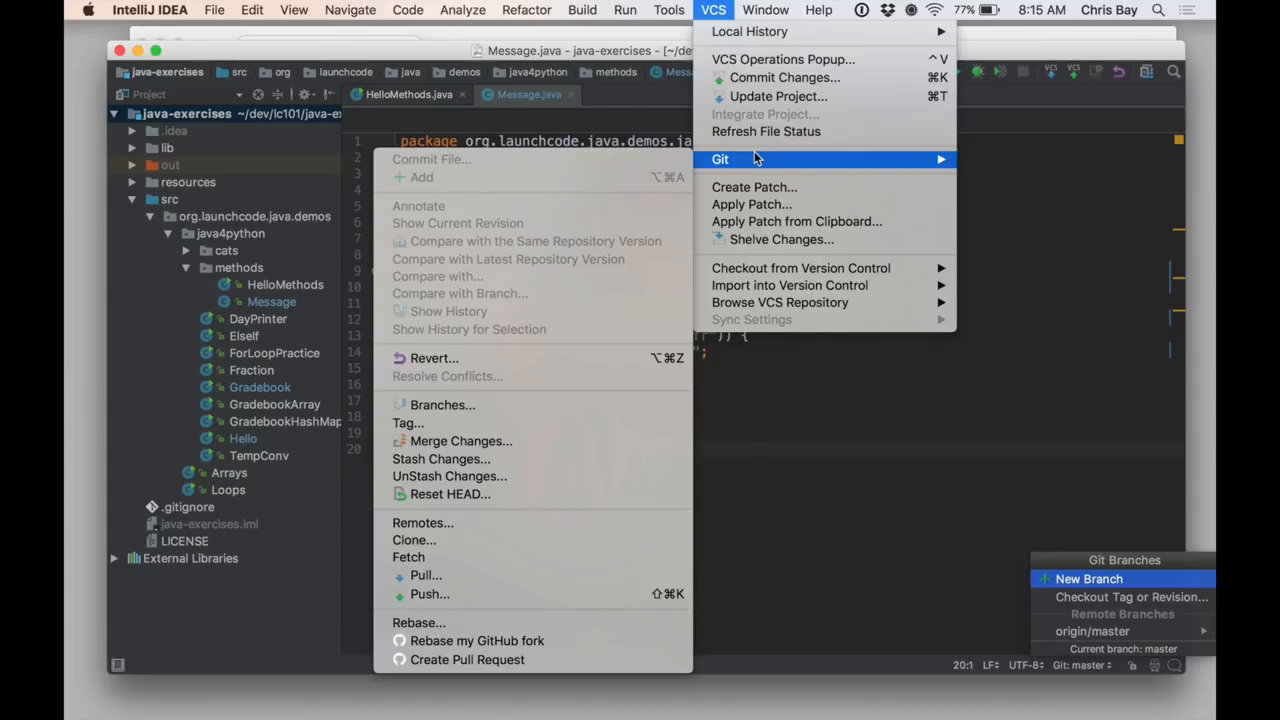 IntelliJ IDEA File Edit View Navigate Code Analyze Refactor Build Run Tools VCS Window Help 77% 8:15 AM Chris Bay
Message.java - java-exercises - [~/de
java-exercises src org launchcode java demos java4python methods
Project HelloMethods.java Message.java
java-exercises ~/dev/lc101/java-e
.idea
lib
out
resources
src
org.launchcode.java.demos
java4python
cats
methods
HelloMethods
Message
DayPrinter
ElseIf
ForLoopPractice
Fraction
Gradebook
GradebookArray
GradebookHashMap
Hello
TempConv
Arrays
Loops
.gitignore
java-exercises.iml
LICENSE
External Libraries
1 package org.launchcode.java.demos.ja
2
3
4
5
6
7
8
9
10
11
12
13
14
15
16
17
18
19
20
")) {
";
Commit File...
Add ⌥⌘A
Annotate
Show Current Revision
Compare with the Same Repository Version
Compare with Latest Repository Version
Compare with...
Compare with Branch...
Show History
Show History for Selection
Revert... ⌥⌘Z
Resolve Conflicts...
Branches...
Tag...
Merge Changes...
Stash Changes...
UnStash Changes...
Reset HEAD...
Remotes...
Clone...
Fetch
Pull...
Push... ⇧⌘K
Rebase...
Rebase my GitHub fork
Create Pull Request
Local History
VCS Operations Popup... ^V
Commit Changes... ⌘K
Update Project... ⌘T
Integrate Project...
Refresh File Status
Git
Create Patch...
Apply Patch...
Apply Patch from Clipboard...
Shelve Changes...
Checkout from Version Control
Import into Version Control
Browse VCS Repository
Sync Settings
VCS VCS
Git Branches
New Branch
Checkout Tag or Revision...
Remote Branches
origin/master
Current branch: master
20:1 LF÷ UTF-8÷ Git: master÷